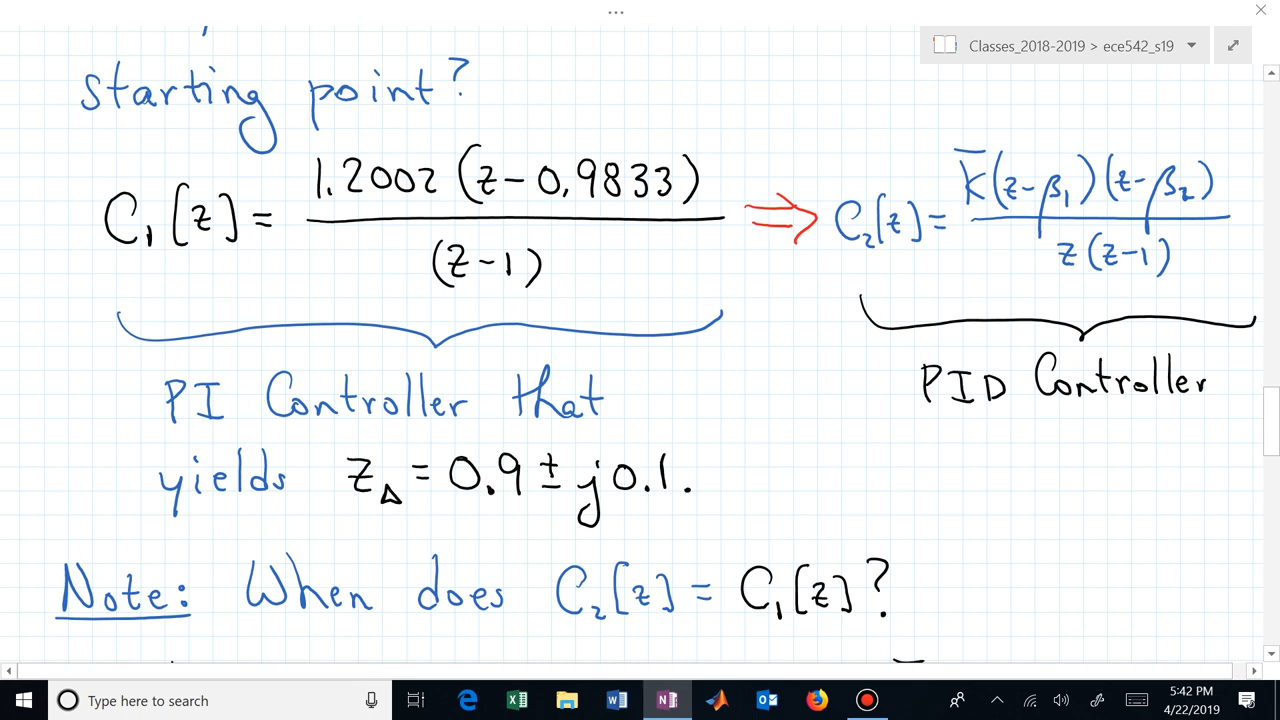 ...
Classes_2018-2019 > ece542_s19
starting point?
C₁[z] = 1.2002 (z-0.9833) / (z-1) ⇒ C₂[z] = K̅(z-β₁)(z-β₂) / z(z-1)
PI Controller that
yields z_Δ = 0.9 ± j0.1.
PID Controller
Note: When does C₂[z] = C₁[z]?
Type here to search
5:42 PM
4/22/2019